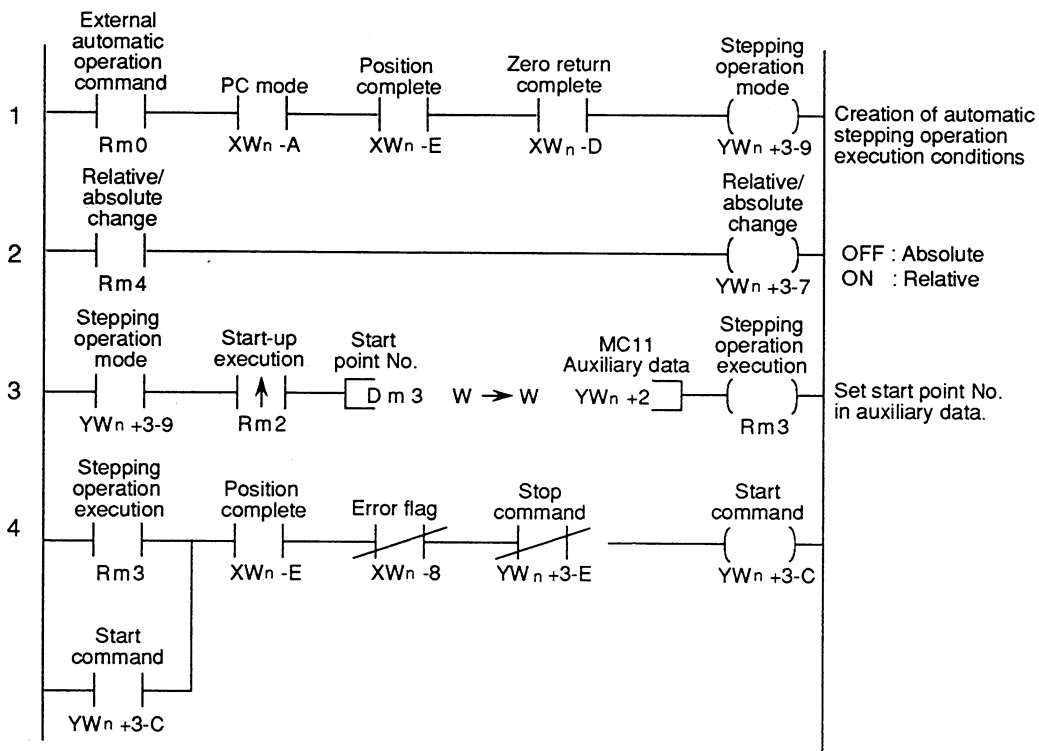 External
automatic
operation
command
PC mode
Position
complete
Zero return
complete
Stepping
operation
mode
1
Rm0
XWn -A
XWn -E
XWn -D
YWn +3-9
Creation of automatic
stepping operation
execution conditions
Relative/
absolute
change
Relative/
absolute
change
2
Rm4
YWn +3-7
OFF : Absolute
ON : Relative
Stepping
operation
mode
Start-up
execution
Start
point No.
MC11
Auxiliary data
Stepping
operation
execution
3
YWn +3-9
Rm2
Dm3 W → W YWn +2
Rm3
Set start point No.
in auxiliary data.
Stepping
operation
execution
Position
complete
Error flag
Stop
command
Start
command
4
Rm3
XWn -E
XWn -8
YWn +3-E
YWn +3-C
Start
command
YWn +3-C